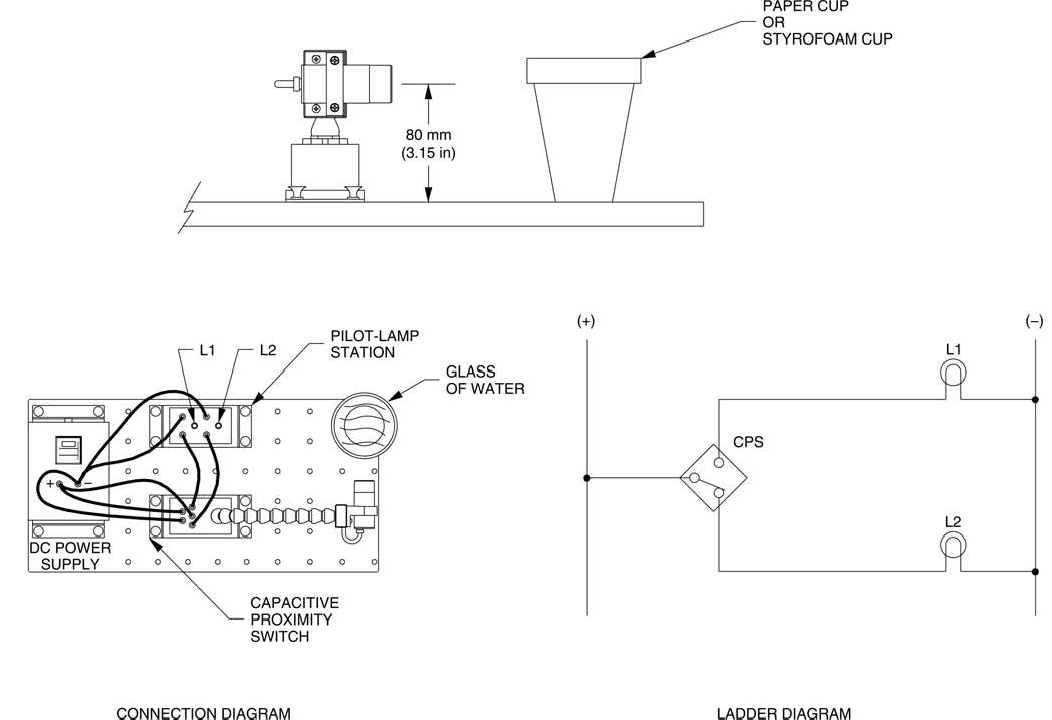 PAPER CUP
OR
STYROFOAM CUP
80 mm
(3.15 in)
(+)
(–)
L1
L2
PILOT-LAMP
STATION
GLASS
OF WATER
L1
CPS
L2
+
–
DC POWER
SUPPLY
CAPACITIVE
PROXIMITY
SWITCH
CONNECTION DIAGRAM
LADDER DIAGRAM